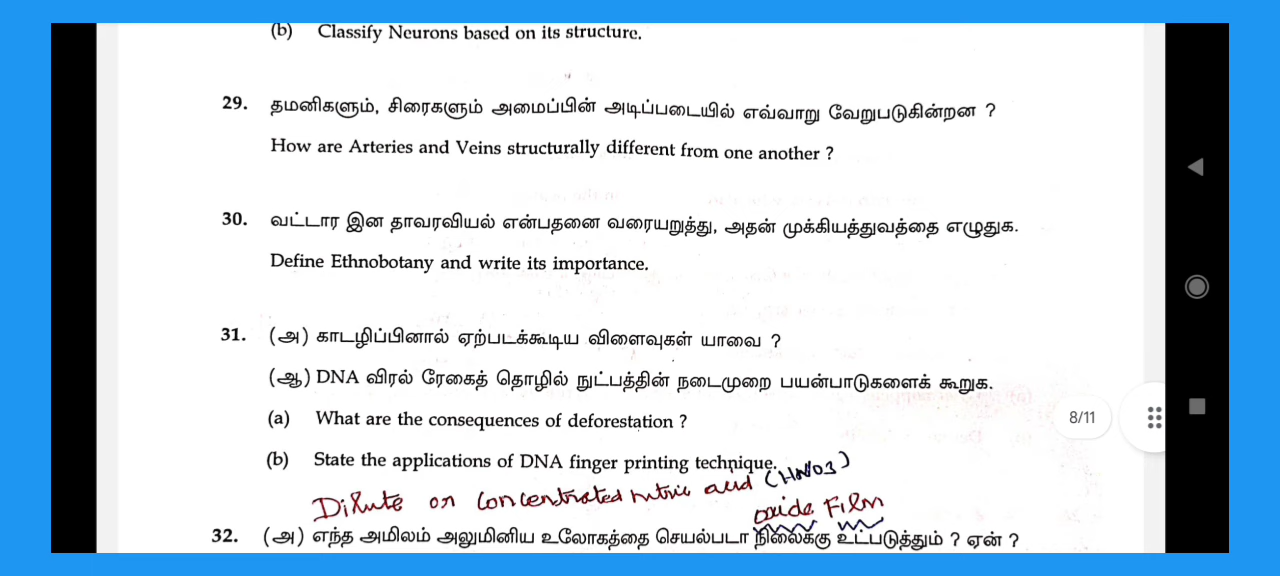 (b) Classify Neurons based on its structure.
29. தமனிகளும், சிரைகளும் அமைப்பின் அடிப்படையில் எவ்வாறு வேறுபடுகின்றன ?
How are Arteries and Veins structurally different from one another ?
30. வட்டார இன தாவரவியல் என்பதனை வரையறுத்து, அதன் முக்கியத்துவத்தை எழுதுக.
Define Ethnobotany and write its importance.
31. (அ) காடழிப்பினால் ஏற்படக்கூடிய விளைவுகள் யாவை ?
(ஆ) DNA விரல் ரேகைத் தொழில் நுட்பத்தின் நடைமுறை பயன்பாடுகளைக் கூறுக.
(a) What are the consequences of deforestation ?
8/11
(b) State the applications of DNA finger printing technique.
Dilute or Concentrated nitric acid (HNO3)
oxide Film
32. (அ) எந்த அமிலம் அலுமினிய உலோகத்தை செயல்படா நிலைக்கு உட்படுத்தும் ? ஏன் ?